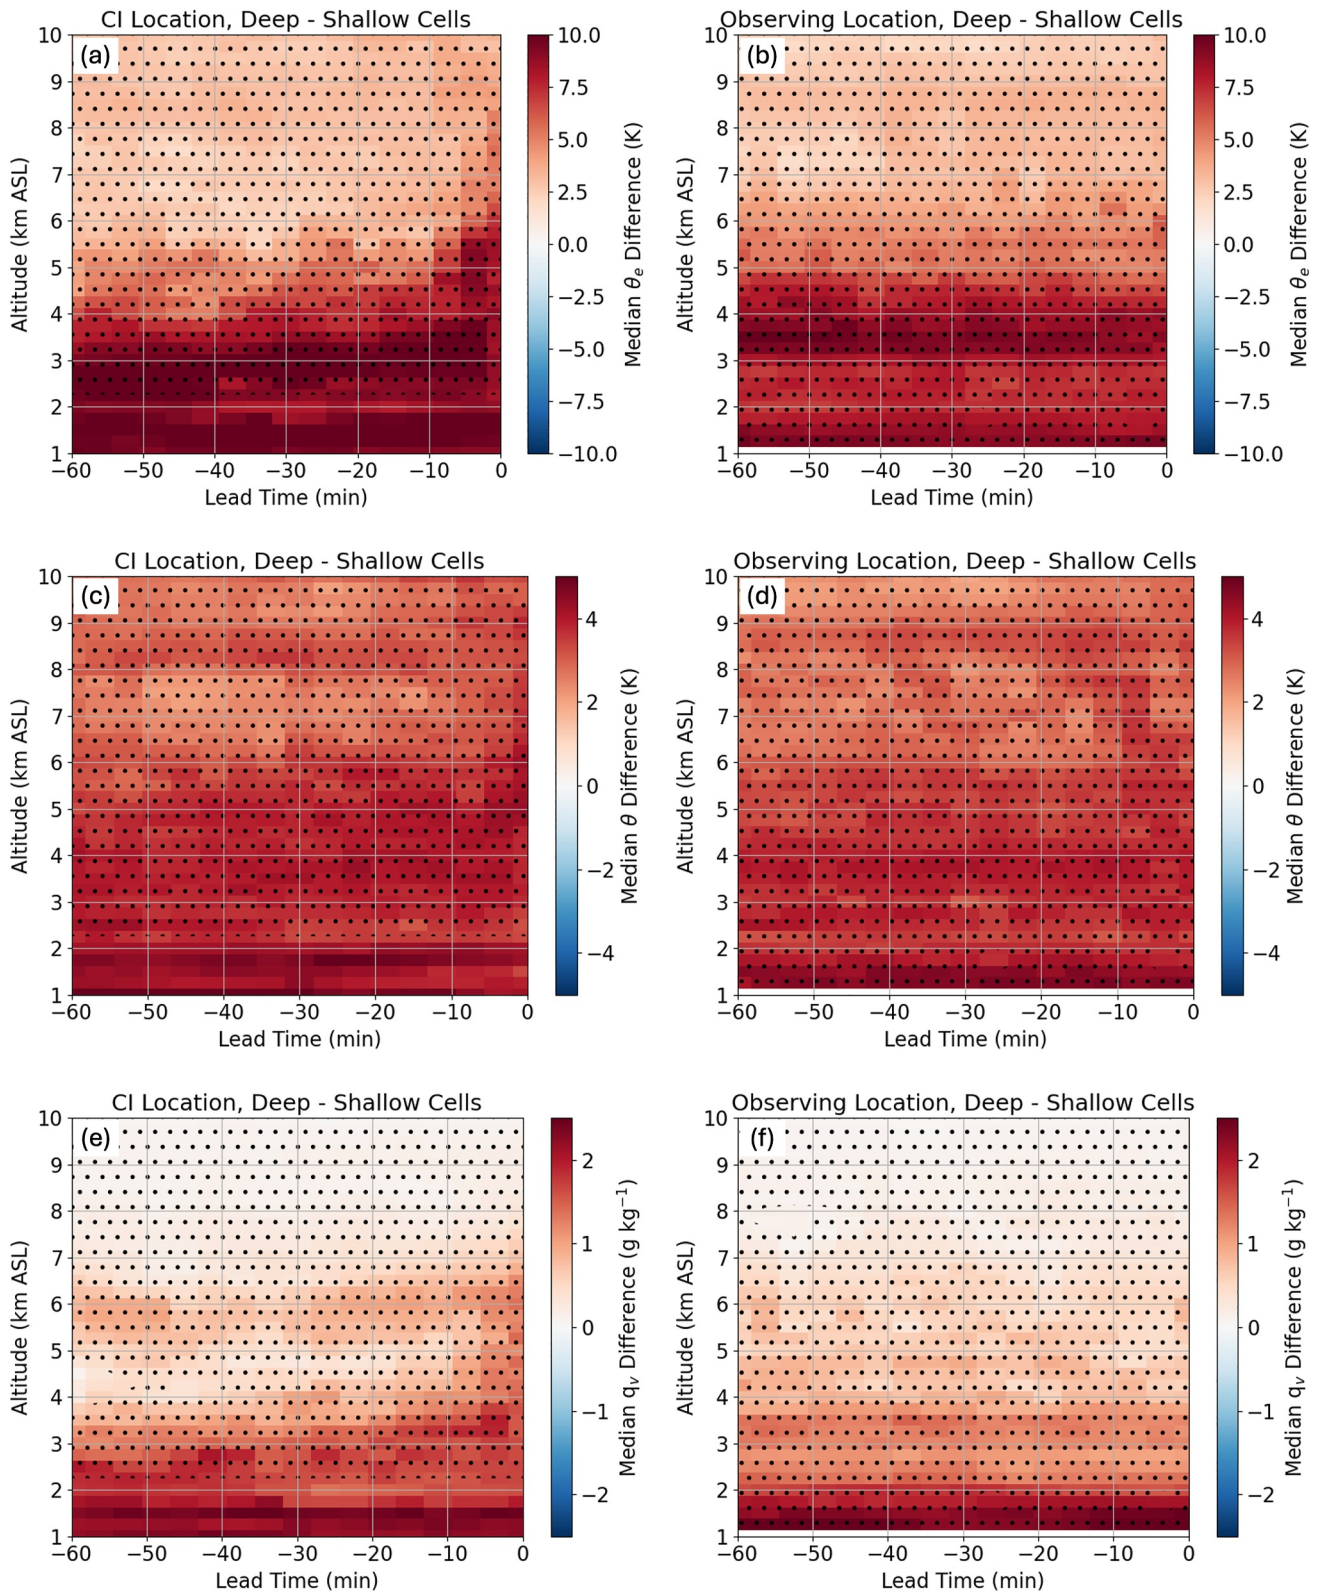 CI Location, Deep - Shallow Cells
(a)
10
9
8
7
6
5
4
3
2
1
Altitude (km ASL)
−60 −50 −40 −30 −20 −10 0
Lead Time (min)
10.0
7.5
5.0
2.5
0.0
−2.5
−5.0
−7.5
−10.0
Median θe Difference (K)
Observing Location, Deep - Shallow Cells
(b)
10
9
8
7
6
5
4
3
2
1
Altitude (km ASL)
−60 −50 −40 −30 −20 −10 0
Lead Time (min)
10.0
7.5
5.0
2.5
0.0
−2.5
−5.0
−7.5
−10.0
Median θe Difference (K)
CI Location, Deep - Shallow Cells
(c)
10
9
8
7
6
5
4
3
2
1
Altitude (km ASL)
−60 −50 −40 −30 −20 −10 0
Lead Time (min)
4
2
0
−2
−4
Median θ Difference (K)
Observing Location, Deep - Shallow Cells
(d)
10
9
8
7
6
5
4
3
2
1
Altitude (km ASL)
−60 −50 −40 −30 −20 −10 0
Lead Time (min)
4
2
0
−2
−4
Median θ Difference (K)
CI Location, Deep - Shallow Cells
(e)
10
9
8
7
6
5
4
3
2
1
Altitude (km ASL)
−60 −50 −40 −30 −20 −10 0
Lead Time (min)
2
1
0
−1
−2
Median qv Difference (g kg⁻¹)
Observing Location, Deep - Shallow Cells
(f)
10
9
8
7
6
5
4
3
2
1
Altitude (km ASL)
−60 −50 −40 −30 −20 −10 0
Lead Time (min)
2
1
0
−1
−2
Median qv Difference (g kg⁻¹)